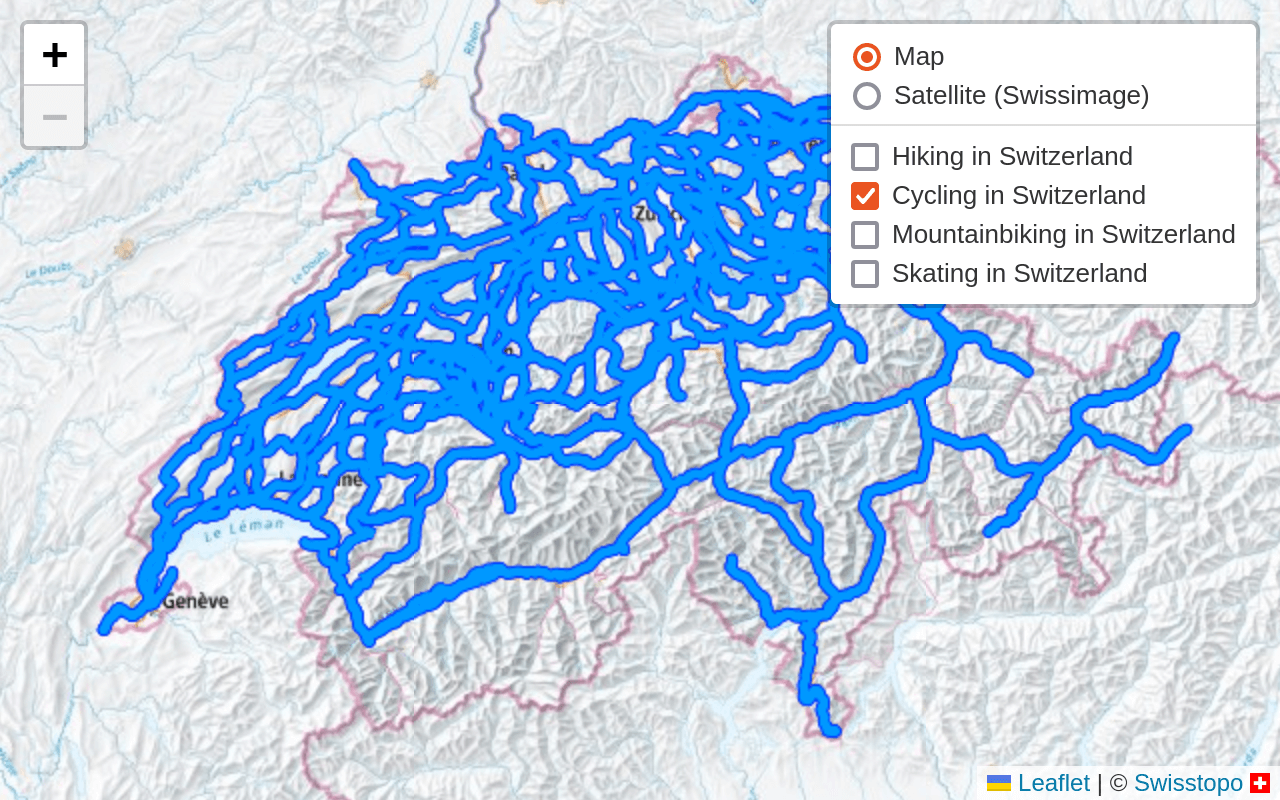 +
Map
Satellite (Swissimage)
−
Hiking in Switzerland
Cycling in Switzerland
Mountainbiking in Switzerland
Skating in Switzerland
Rhein
Le Doubs
Le Doubs
Le Léman
Genève
Leaflet | © Swisstopo